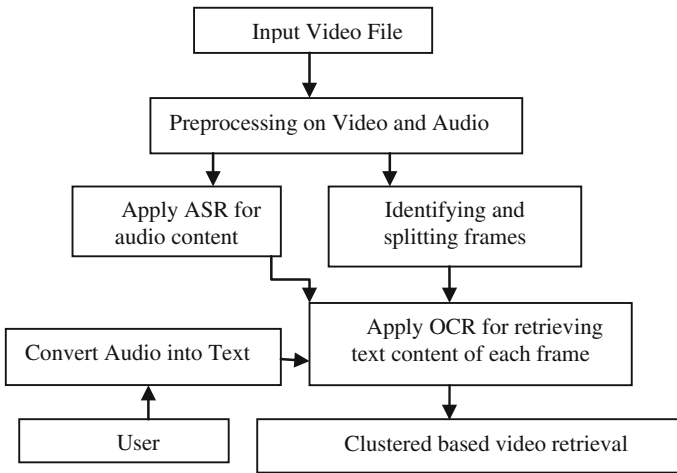 Input Video File
Preprocessing on Video and Audio
Apply ASR for
audio content
Identifying and
splitting frames
Apply OCR for retrieving
text content of each frame
Convert Audio into Text
User
Clustered based video retrieval